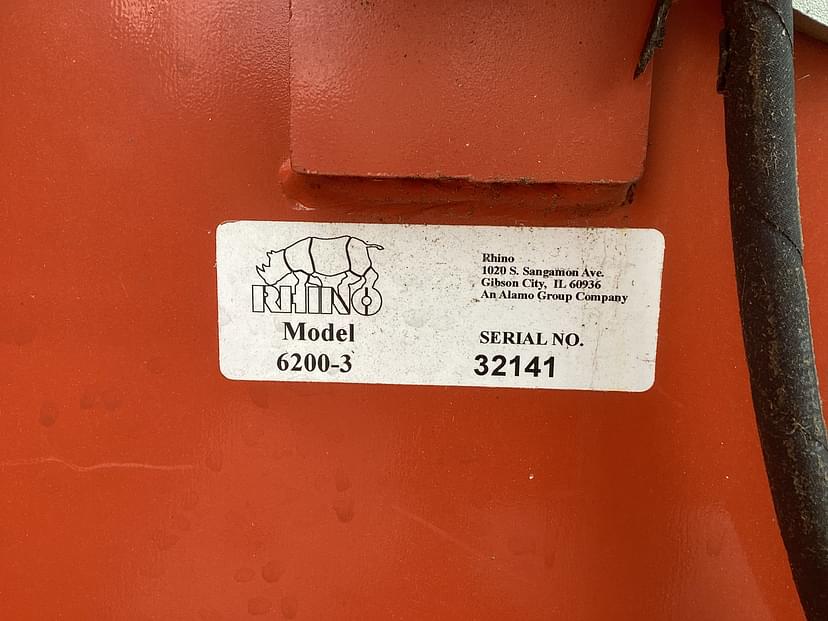 RHINO
Model
6200-3
Rhino
1020 S. Sangamon Ave.
Gibson City, IL 60936
An Alamo Group Company
SERIAL NO.
32141